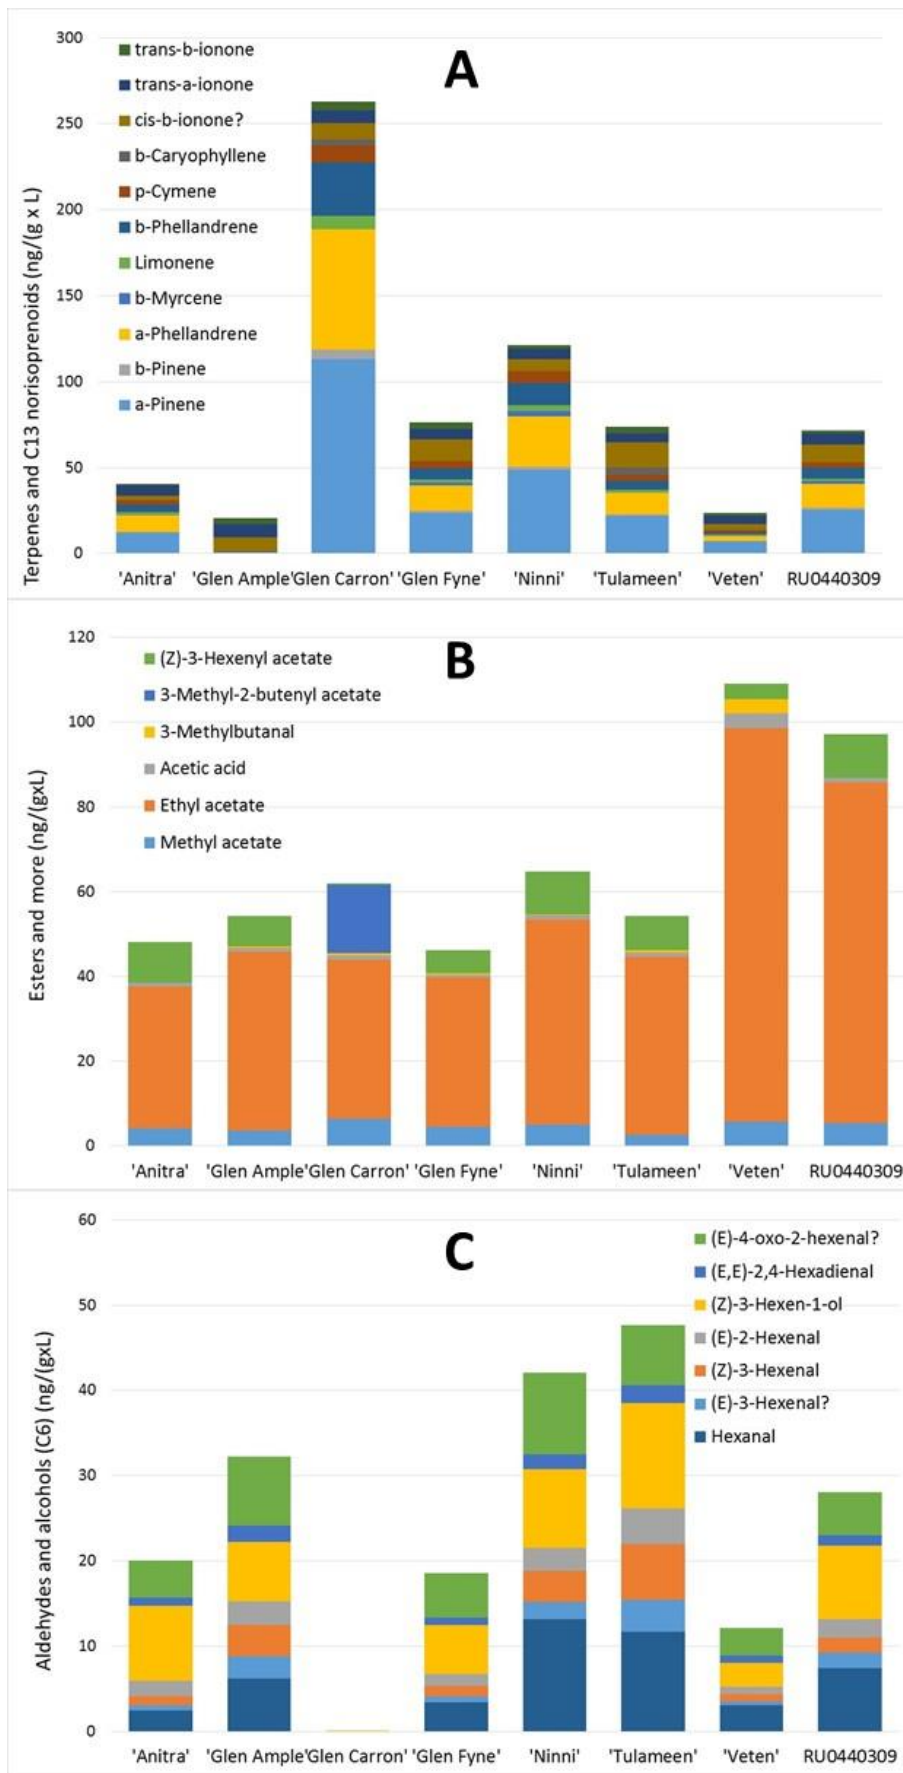 A
Terpenes and C13 norisoprenoids (ng/(g x L)
300
250
200
150
100
50
0
trans-b-ionone
trans-a-ionone
cis-b-ionone?
b-Caryophyllene
p-Cymene
b-Phellandrene
Limonene
b-Myrcene
a-Phellandrene
b-Pinene
a-Pinene
'Anitra' 'Glen Ample' 'Glen Carron' 'Glen Fyne' 'Ninni' 'Tulameen' 'Veten' RU0440309
B
Esters and more (ng/(gxL)
120
100
80
60
40
20
0
(Z)-3-Hexenyl acetate
3-Methyl-2-butenyl acetate
3-Methylbutanal
Acetic acid
Ethyl acetate
Methyl acetate
'Anitra' 'Glen Ample' 'Glen Carron' 'Glen Fyne' 'Ninni' 'Tulameen' 'Veten' RU0440309
C
Aldehydes and alcohols (C6) (ng/(gxL)
60
50
40
30
20
10
0
(E)-4-oxo-2-hexenal?
(E,E)-2,4-Hexadienal
(Z)-3-Hexen-1-ol
(E)-2-Hexenal
(Z)-3-Hexenal
(E)-3-Hexenal?
Hexanal
'Anitra' 'Glen Ample' 'Glen Carron' 'Glen Fyne' 'Ninni' 'Tulameen' 'Veten' RU0440309